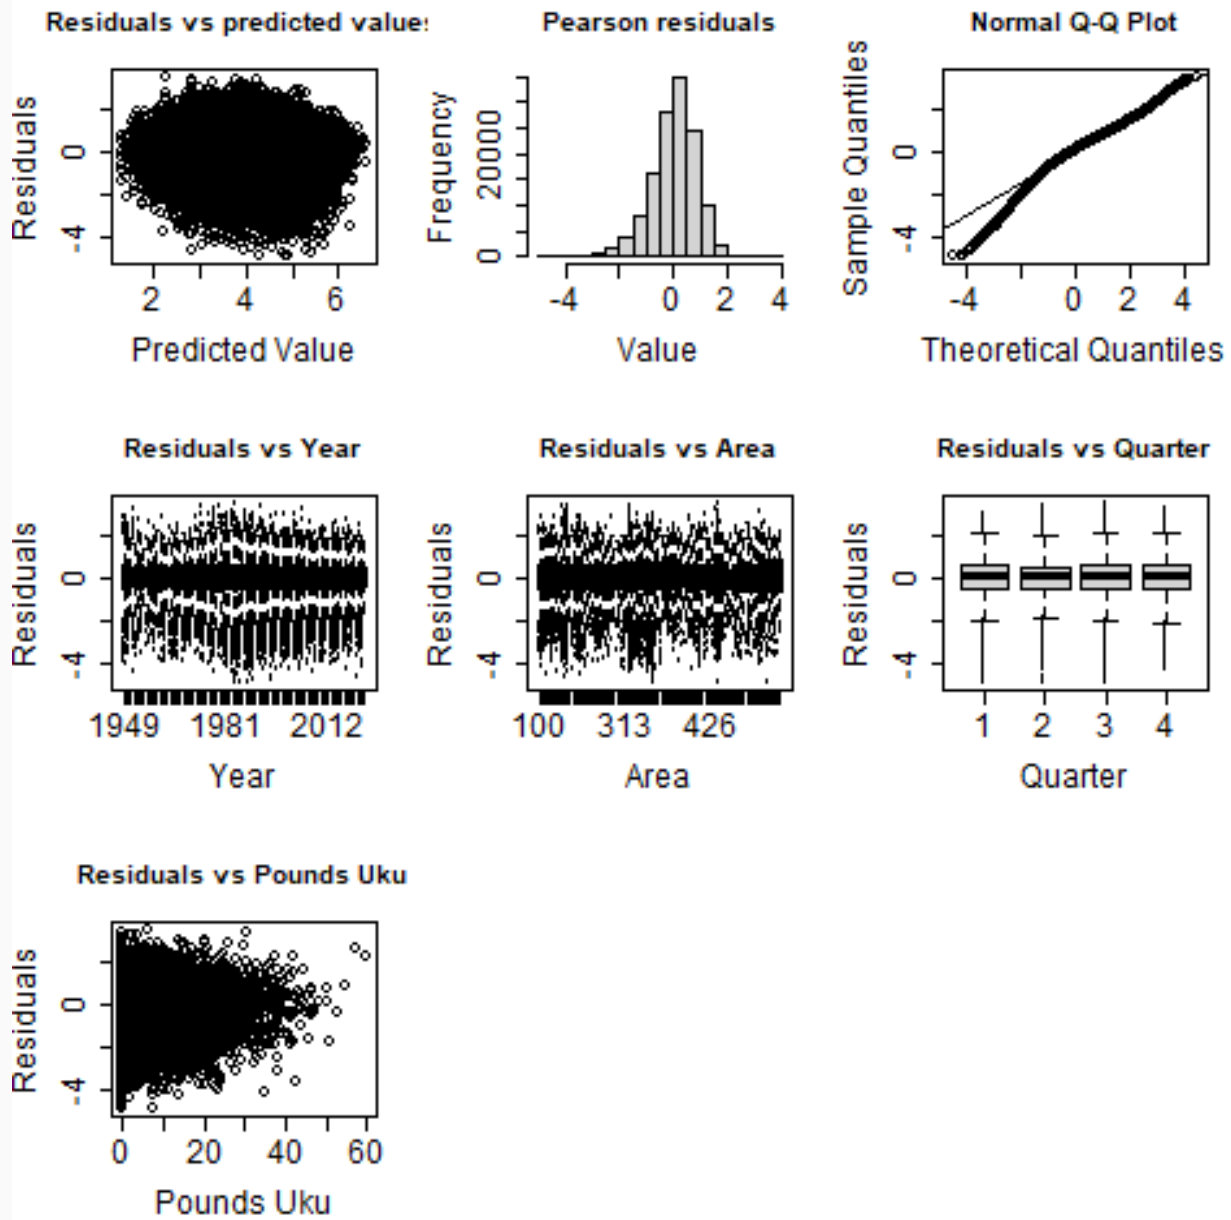 Residuals vs predicted values
Residuals
0
-4
2 4 6
Predicted Value
Pearson residuals
Frequency
0 20000
-4 0 2 4
Value
Normal Q-Q Plot
Sample Quantiles
0
-4
-4 0 2 4
Theoretical Quantiles
Residuals vs Year
Residuals
0
-4
1949 1981 2012
Year
Residuals vs Area
Residuals
0
-4
100 313 426
Area
Residuals vs Quarter
Residuals
0
-4
1 2 3 4
Quarter
Residuals vs Pounds Uku
Residuals
0
-4
0 20 40 60
Pounds Uku